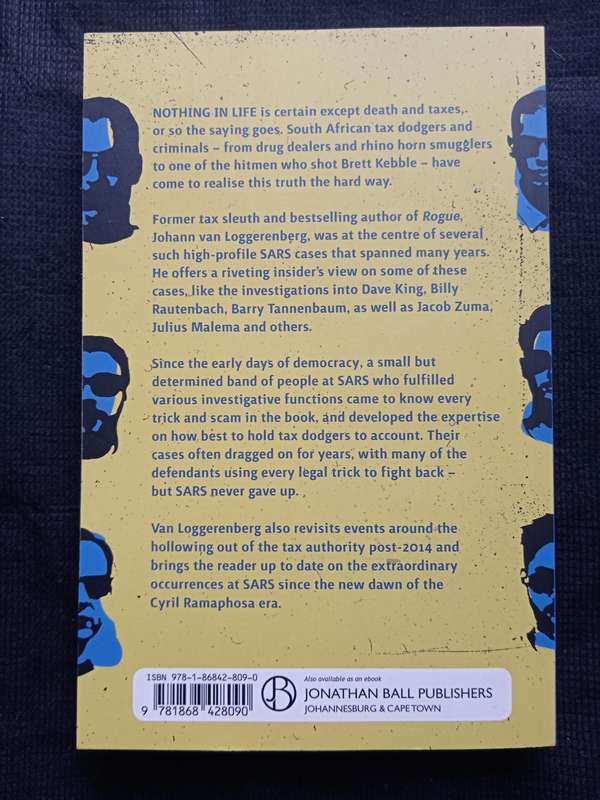 NOTHING IN LIFE is certain except death and taxes,
or so the saying goes. South African tax dodgers and
criminals – from drug dealers and rhino horn smugglers
to one of the hitmen who shot Brett Kebble – have
come to realise this truth the hard way.
Former tax sleuth and bestselling author of Rogue,
Johann van Loggerenberg, was at the centre of several
such high-profile SARS cases that spanned many years.
He offers a riveting insider's view on some of these
cases, like the investigations into Dave King, Billy
Rautenbach, Barry Tannenbaum, as well as Jacob Zuma,
Julius Malema and others.
Since the early days of democracy, a small but
determined band of people at SARS who fulfilled
various investigative functions came to know every
trick and scam in the book, and developed the expertise
on how best to hold tax dodgers to account. Their
cases often dragged on for years, with many of the
defendants using every legal trick to fight back –
but SARS never gave up.
Van Loggerenberg also revisits events around the
hollowing out of the tax authority post-2014 and
brings the reader up to date on the extraordinary
occurrences at SARS since the new dawn of the
Cyril Ramaphosa era.
ISBN 978-1-86842-809-0
9 781868 428090
Also available as an ebook
JB
JONATHAN BALL PUBLISHERS
JOHANNESBURG & CAPE TOWN